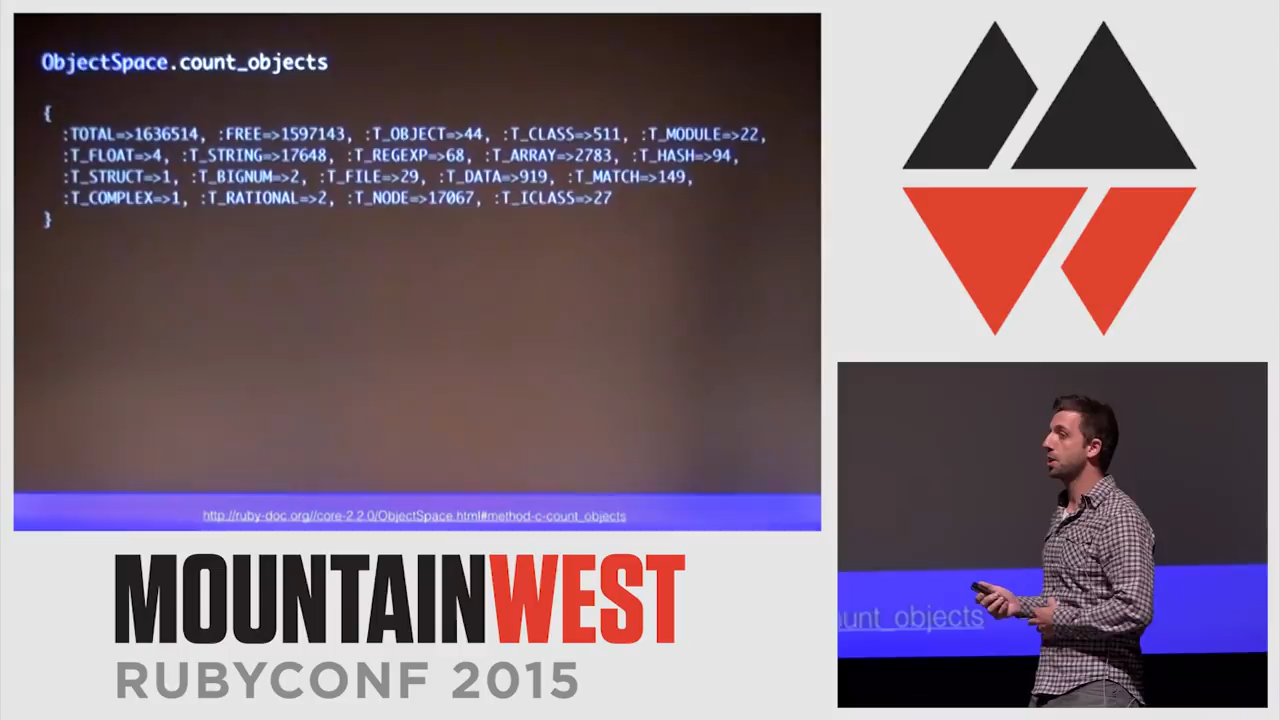 ObjectSpace.count_objects
{
:TOTAL=>1636514, :FREE=>1597143, :T_OBJECT=>44, :T_CLASS=>511, :T_MODULE=>22,
:T_FLOAT=>4, :T_STRING=>17648, :T_REGEXP=>68, :T_ARRAY=>2783, :T_HASH=>94,
:T_STRUCT=>1, :T_BIGNUM=>2, :T_FILE=>29, :T_DATA=>919, :T_MATCH=>149,
:T_COMPLEX=>1, :T_RATIONAL=>2, :T_NODE=>17067, :T_ICLASS=>27
}
http://ruby-doc.org//core-2.2.0/ObjectSpace.html#method-c-count_objects
MOUNTAINWEST
RUBYCONF 2015
ount_objects